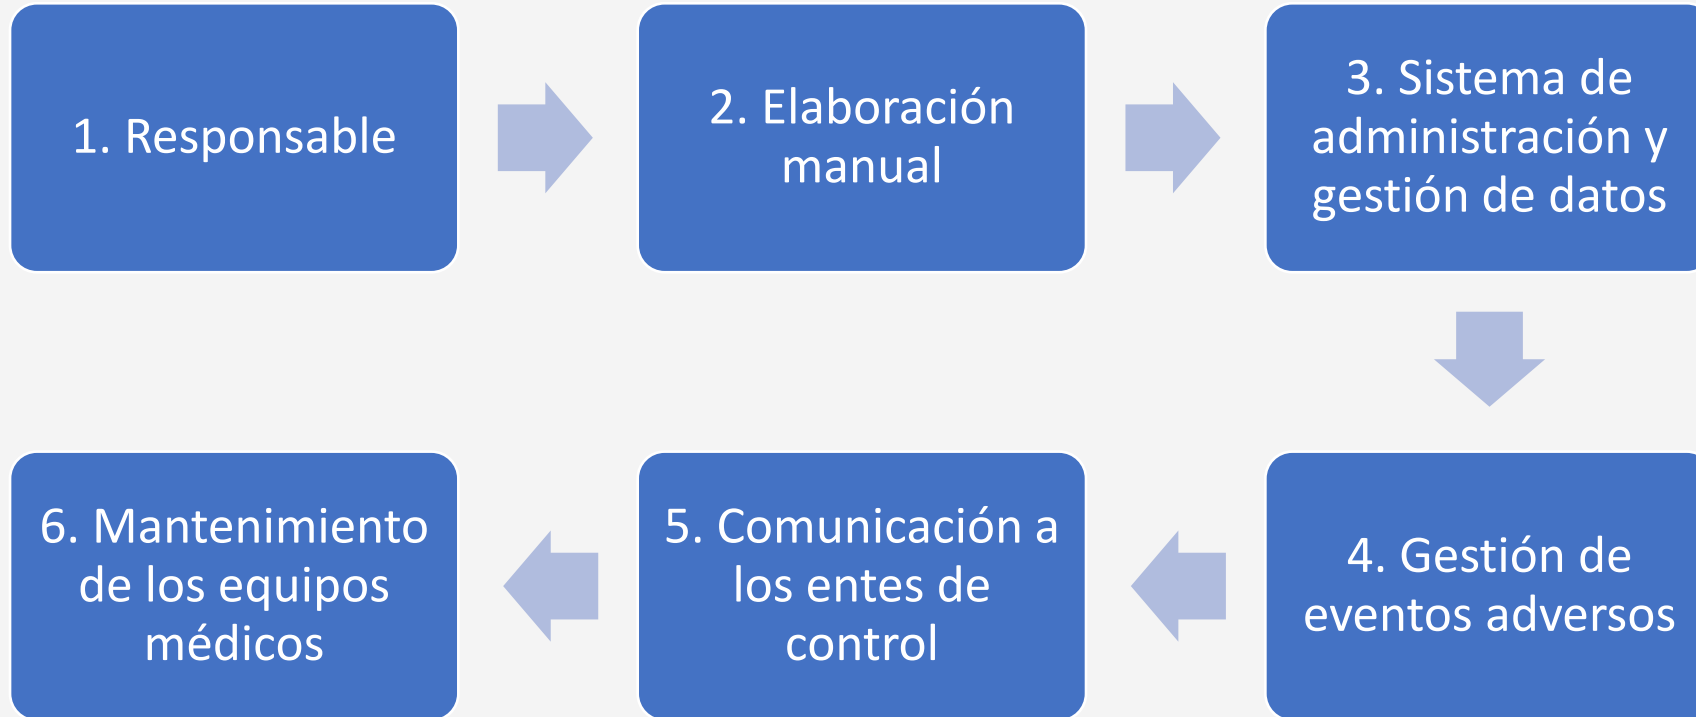 1. Responsable
2. Elaboración
manual
3. Sistema de
administración y
gestión de datos
4. Gestión de
eventos adversos
5. Comunicación a
los entes de
control
6. Mantenimiento
de los equipos
médicos